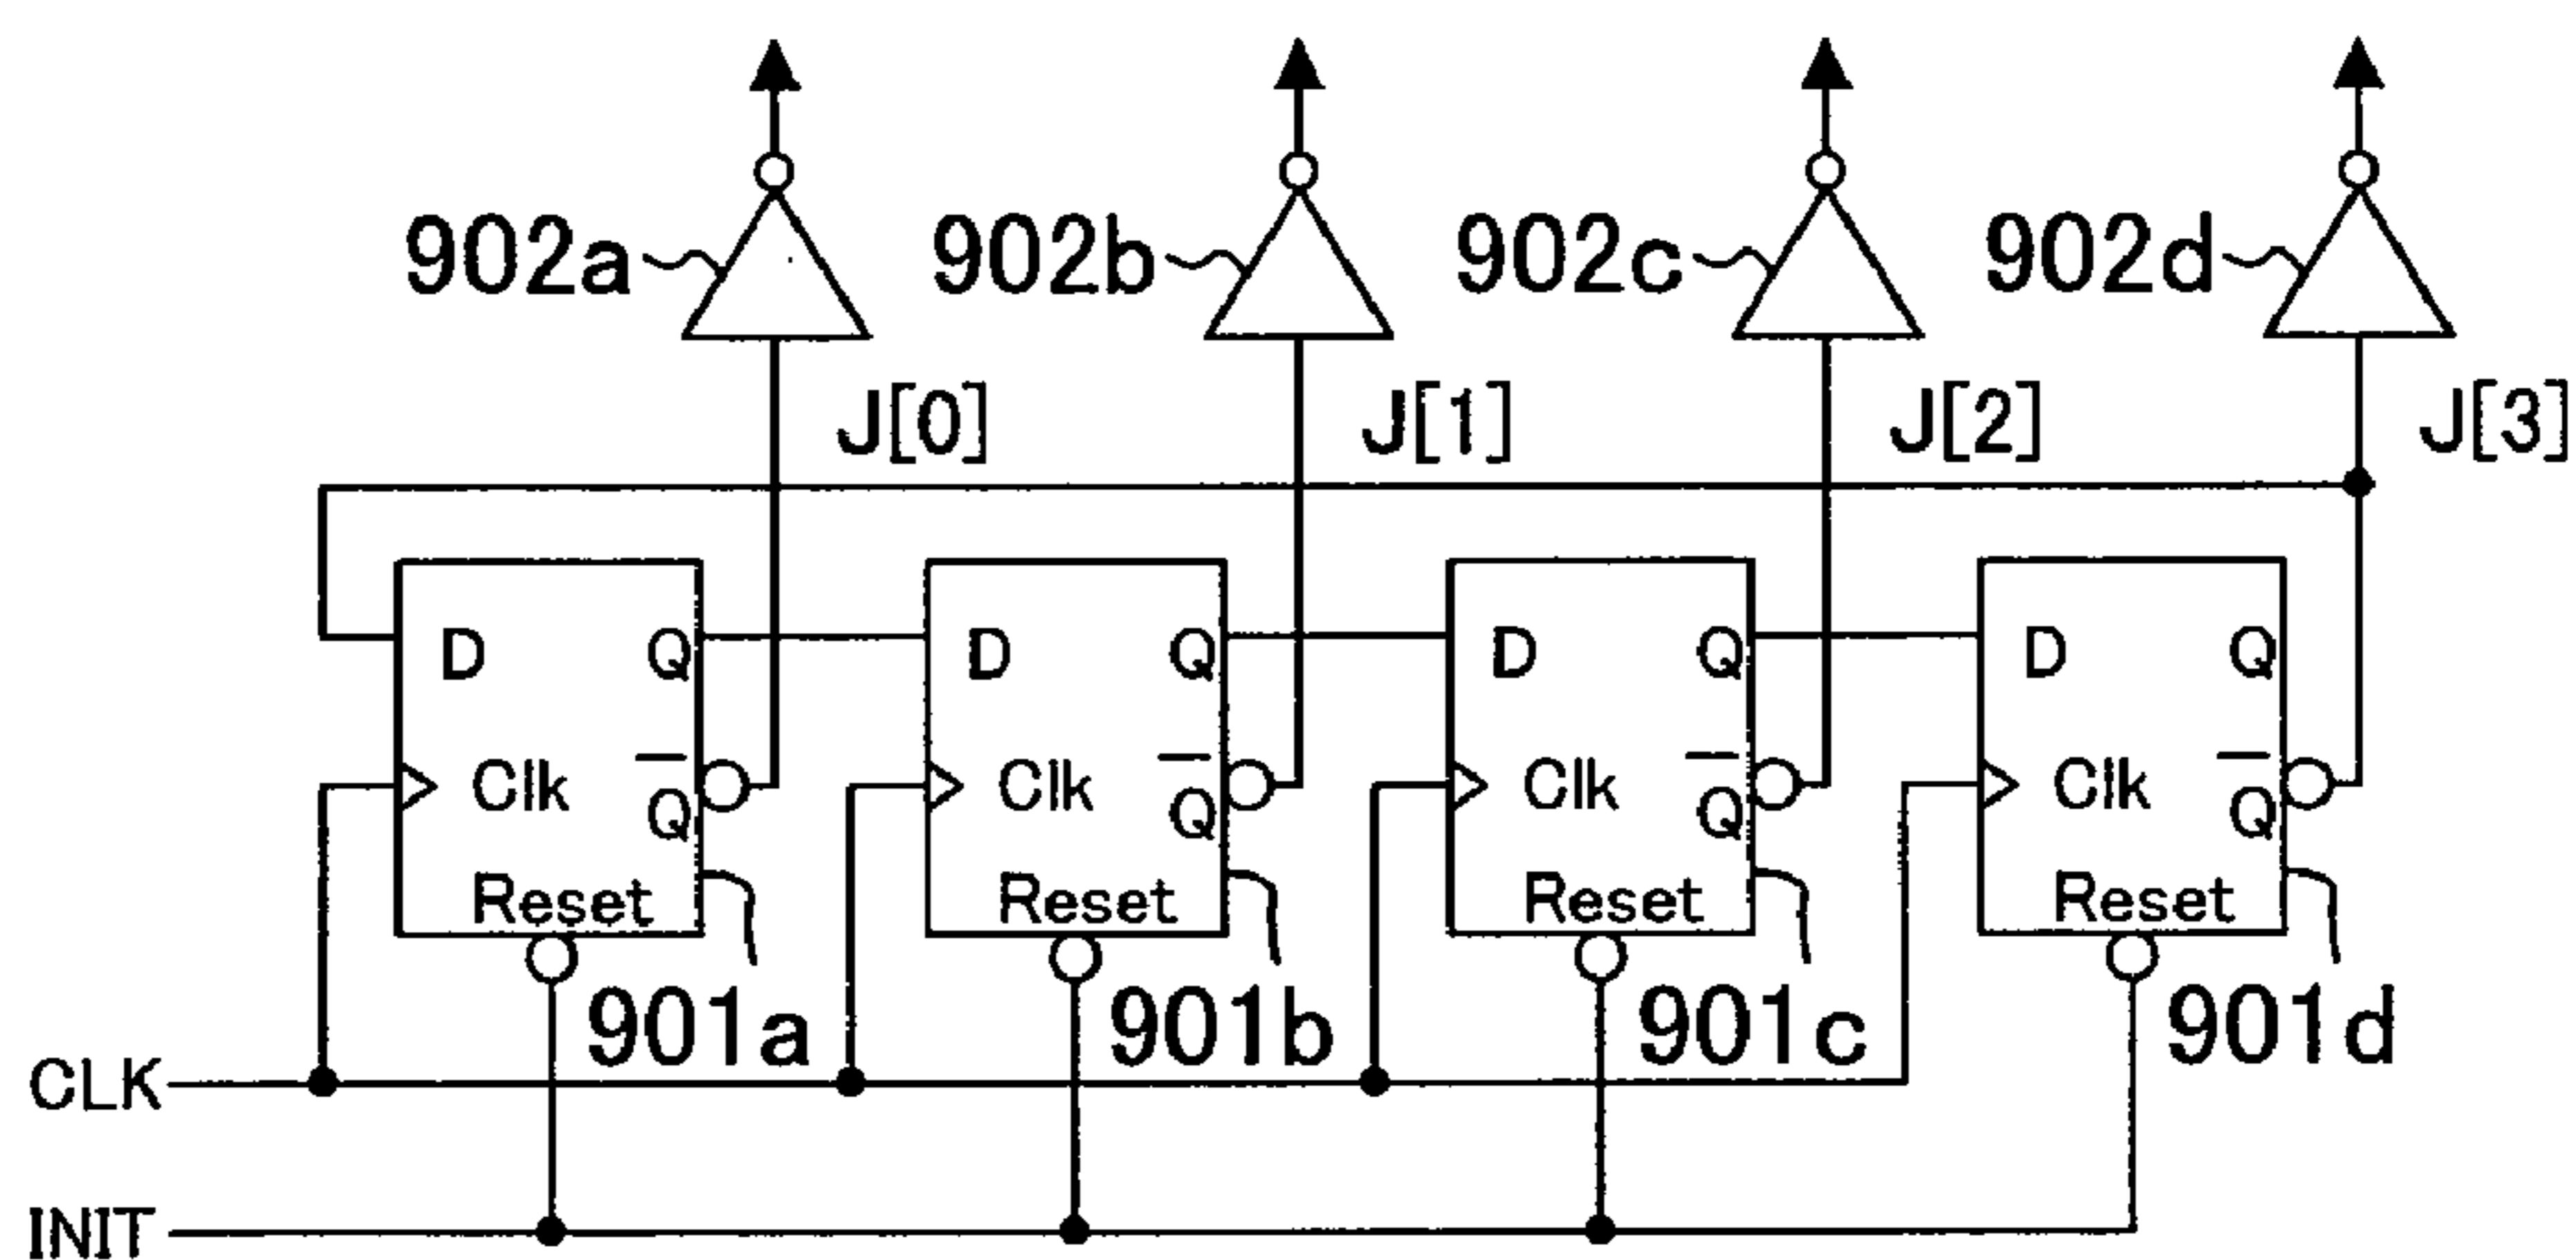 902a
902b
902c
902d
J[0]
J[1]
J[2]
J[3]
D
Q
D
Q
D
Q
D
Q
Clk
Q̅
Clk
Q̅
Clk
Q̅
Clk
Q̅
Reset
Reset
Reset
Reset
901a
901b
901c
901d
CLK
INIT